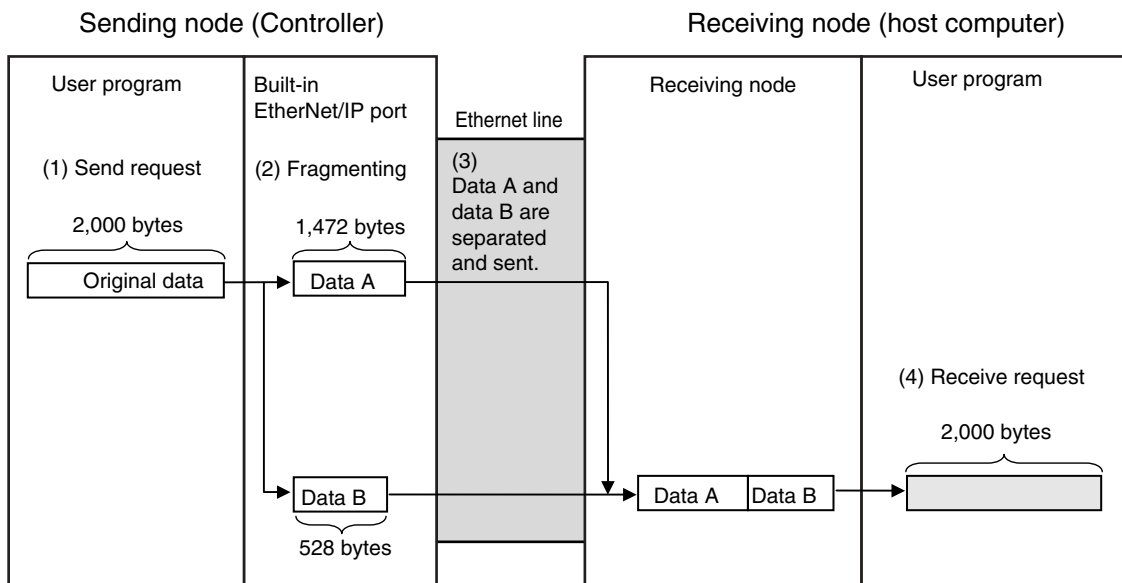 Sending node (Controller)
Receiving node (host computer)
User program
Built-in
EtherNet/IP port
Ethernet line
Receiving node
User program
(1) Send request
(2) Fragmenting
(3)
Data A and
data B are
separated
and sent.
2,000 bytes
1,472 bytes
Original data
Data A
(4) Receive request
2,000 bytes
Data B
Data A
Data B
528 bytes